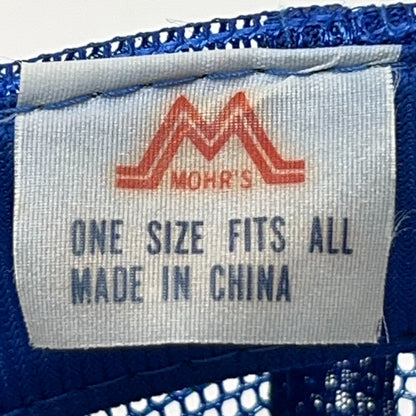 MOHR'S
ONE SIZE FITS ALL
MADE IN CHINA